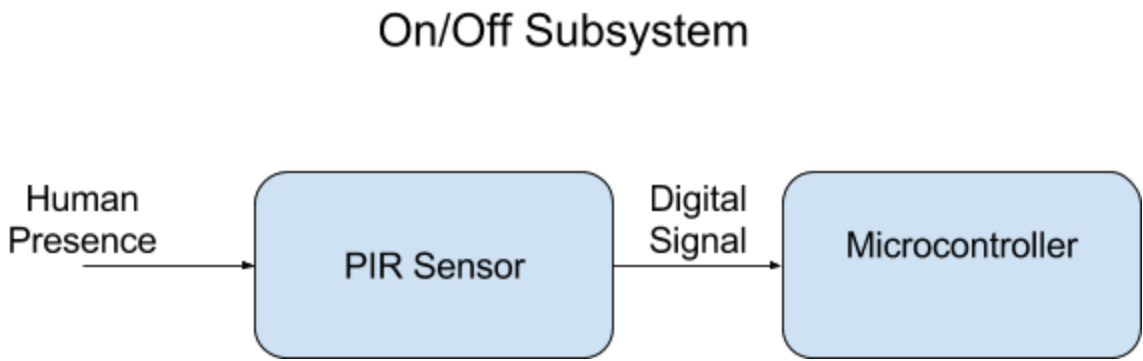 On/Off Subsystem
Human
Presence
PIR Sensor
Digital
Signal
Microcontroller